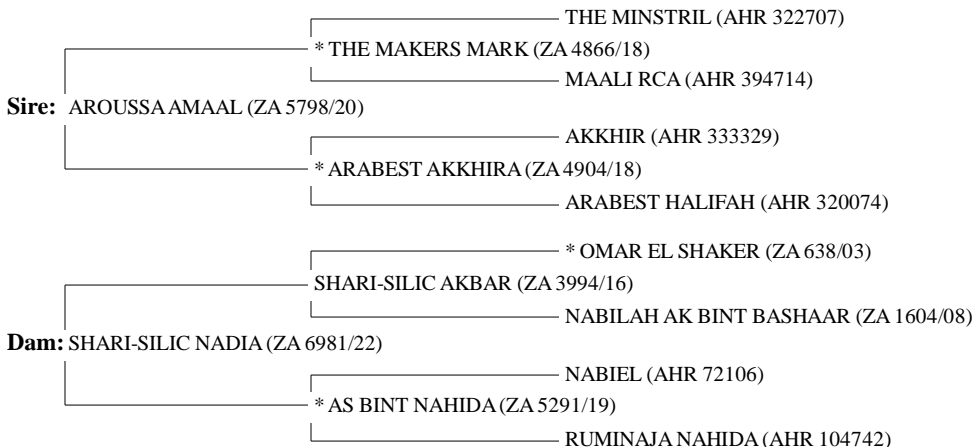 THE MINSTRIL (AHR 322707)
* THE MAKERS MARK (ZA 4866/18)
MAALI RCA (AHR 394714)
Sire: AROUSSA AMAAL (ZA 5798/20)
AKKHIR (AHR 333329)
* ARABEST AKKHIRA (ZA 4904/18)
ARABEST HALIFAH (AHR 320074)
* OMAR EL SHAKER (ZA 638/03)
SHARI-SILIC AKBAR (ZA 3994/16)
NABILAH AK BINT BASHAAR (ZA 1604/08)
Dam: SHARI-SILIC NADIA (ZA 6981/22)
NABIEL (AHR 72106)
* AS BINT NAHIDA (ZA 5291/19)
RUMINAJA NAHIDA (AHR 104742)